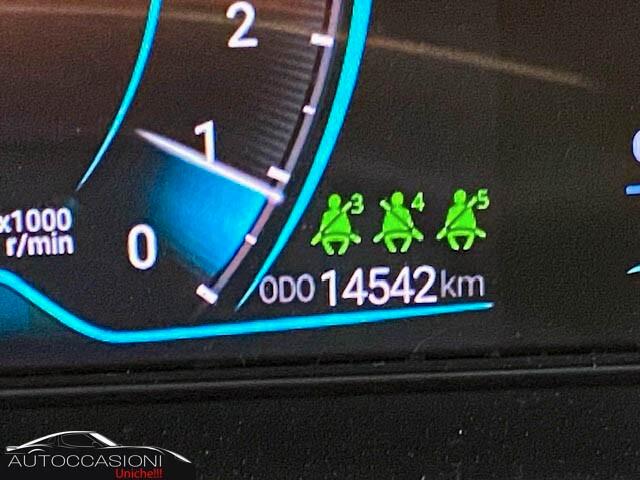 2
1
x1000
r/min
0
3 4 5
ODO 14542 km
AUTOCCASIONI
Uniche!!!